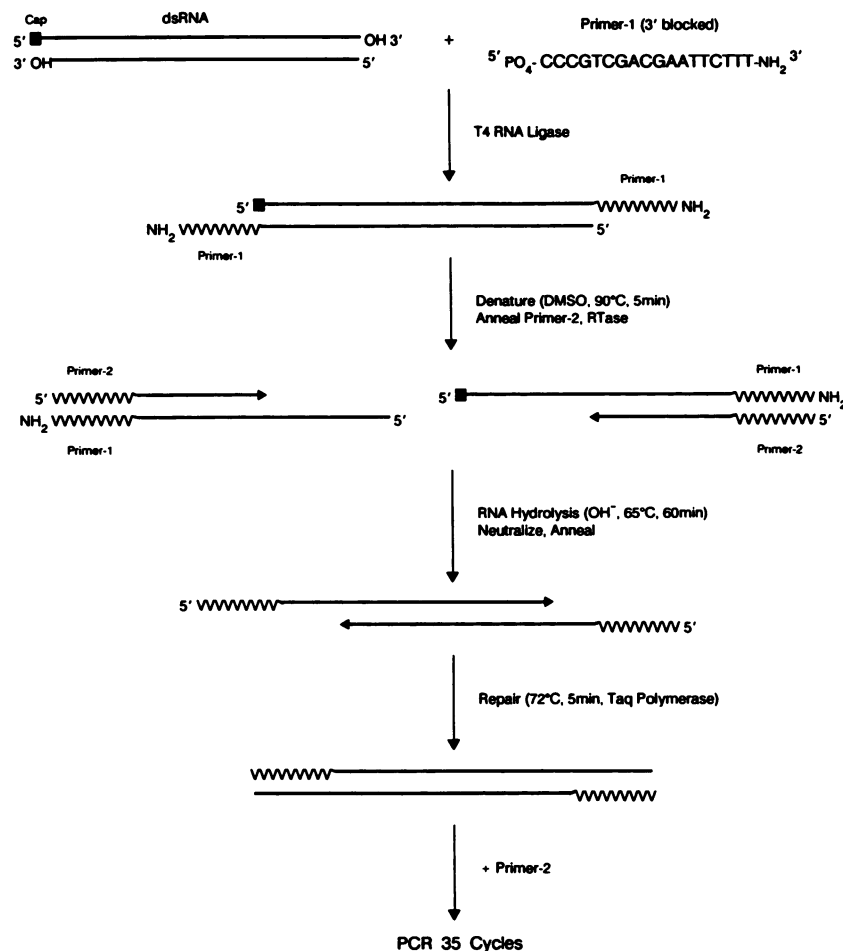 Cap
dsRNA
Primer-1 (3′ blocked)
5′ OH 3′ + 5′ PO₄-CCCGTCGACGAATTCTTT-NH₂ 3′
3′ OH 5′
T4 RNA Ligase
Primer-1
5′ NH₂
NH₂ 5′
Primer-1
Denature (DMSO, 90°C, 5min)
Anneal Primer-2, RTase
Primer-2 Primer-1
5′ 5′ NH₂
NH₂ 5′ 5′
Primer-1 Primer-2
RNA Hydrolysis (OH⁻, 65°C, 60min)
Neutralize, Anneal
5′
5′
Repair (72°C, 5min, Taq Polymerase)
+ Primer-2
PCR 35 Cycles